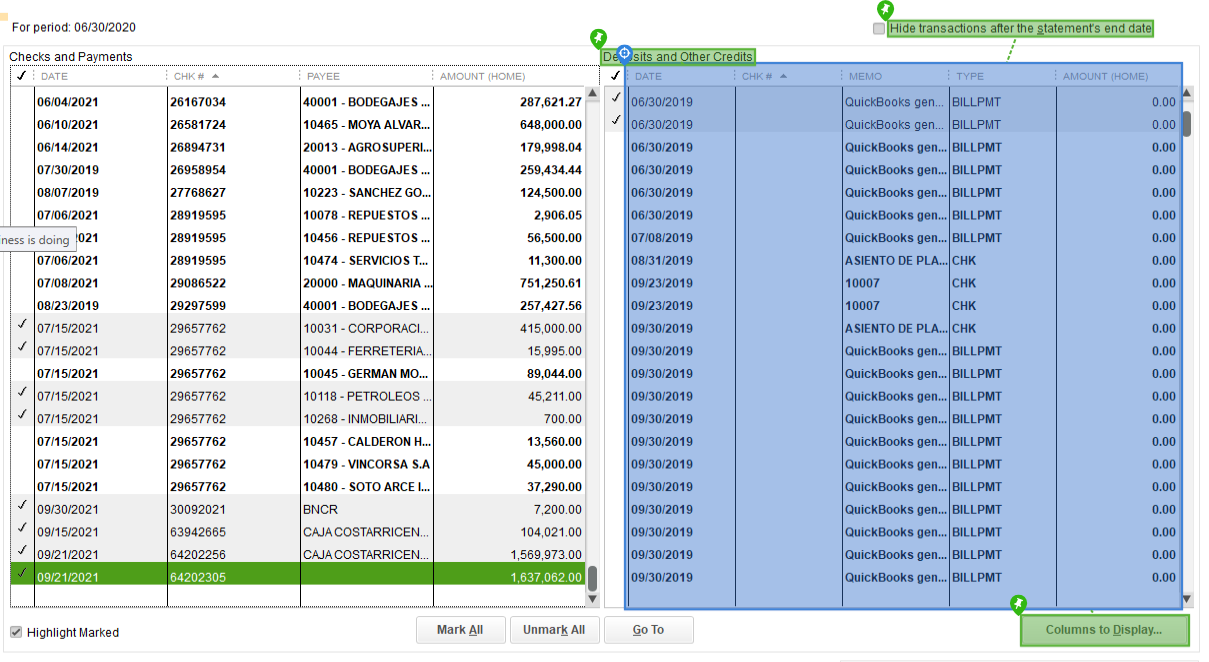 For period: 06/30/2020
Hide transactions after the statement's end date
Checks and Payments
✓ DATE CHK # PAYEE AMOUNT (HOME)
06/04/2021 26167034 40001 - BODEGAJES ... 287,621.27
06/10/2021 26581724 10465 - MOYA ALVAR... 648,000.00
06/14/2021 26894731 20013 - AGROSUPERI... 179,998.04
07/30/2019 26958954 40001 - BODEGAJES ... 259,434.44
08/07/2019 27768627 10223 - SANCHEZ GO... 124,500.00
07/06/2021 28919595 10078 - REPUESTOS ... 2,906.05
iness is doing
2021 28919595 10456 - REPUESTOS ... 56,500.00
07/06/2021 28919595 10474 - SERVICIOS T... 11,300.00
07/08/2021 29086522 20000 - MAQUINARIA ... 751,250.61
08/23/2019 29297599 40001 - BODEGAJES ... 257,427.56
✓ 07/15/2021 29657762 10031 - CORPORACI... 415,000.00
✓ 07/15/2021 29657762 10044 - FERRETERIA... 15,995.00
07/15/2021 29657762 10045 - GERMAN MO... 89,044.00
✓ 07/15/2021 29657762 10118 - PETROLEOS ... 45,211.00
✓ 07/15/2021 29657762 10268 - INMOBILIARI... 700.00
07/15/2021 29657762 10457 - CALDERON H... 13,560.00
07/15/2021 29657762 10479 - VINCORSA S.A 45,000.00
07/15/2021 29657762 10480 - SOTO ARCE I... 37,290.00
✓ 09/30/2021 30092021 BNCR 7,200.00
✓ 09/15/2021 63942665 CAJA COSTARRICEN... 104,021.00
✓ 09/21/2021 64202256 CAJA COSTARRICEN... 1,569,973.00
✓ 09/21/2021 64202305 1,637,062.00
Deposits and Other Credits
✓ DATE CHK # MEMO TYPE AMOUNT (HOME)
✓ 06/30/2019 QuickBooks gen... BILLPMT 0.00
✓ 06/30/2019 QuickBooks gen... BILLPMT 0.00
06/30/2019 QuickBooks gen... BILLPMT 0.00
06/30/2019 QuickBooks gen... BILLPMT 0.00
06/30/2019 QuickBooks gen... BILLPMT 0.00
06/30/2019 QuickBooks gen... BILLPMT 0.00
07/08/2019 QuickBooks gen... BILLPMT 0.00
08/31/2019 ASIENTO DE PLA... CHK 0.00
09/23/2019 10007 CHK 0.00
09/23/2019 10007 CHK 0.00
09/30/2019 ASIENTO DE PLA... CHK 0.00
09/30/2019 QuickBooks gen... BILLPMT 0.00
09/30/2019 QuickBooks gen... BILLPMT 0.00
09/30/2019 QuickBooks gen... BILLPMT 0.00
09/30/2019 QuickBooks gen... BILLPMT 0.00
09/30/2019 QuickBooks gen... BILLPMT 0.00
09/30/2019 QuickBooks gen... BILLPMT 0.00
09/30/2019 QuickBooks gen... BILLPMT 0.00
09/30/2019 QuickBooks gen... BILLPMT 0.00
09/30/2019 QuickBooks gen... BILLPMT 0.00
09/30/2019 QuickBooks gen... BILLPMT 0.00
09/30/2019 QuickBooks gen... BILLPMT 0.00
Highlight Marked
Mark All
Unmark All
Go To
Columns to Display...